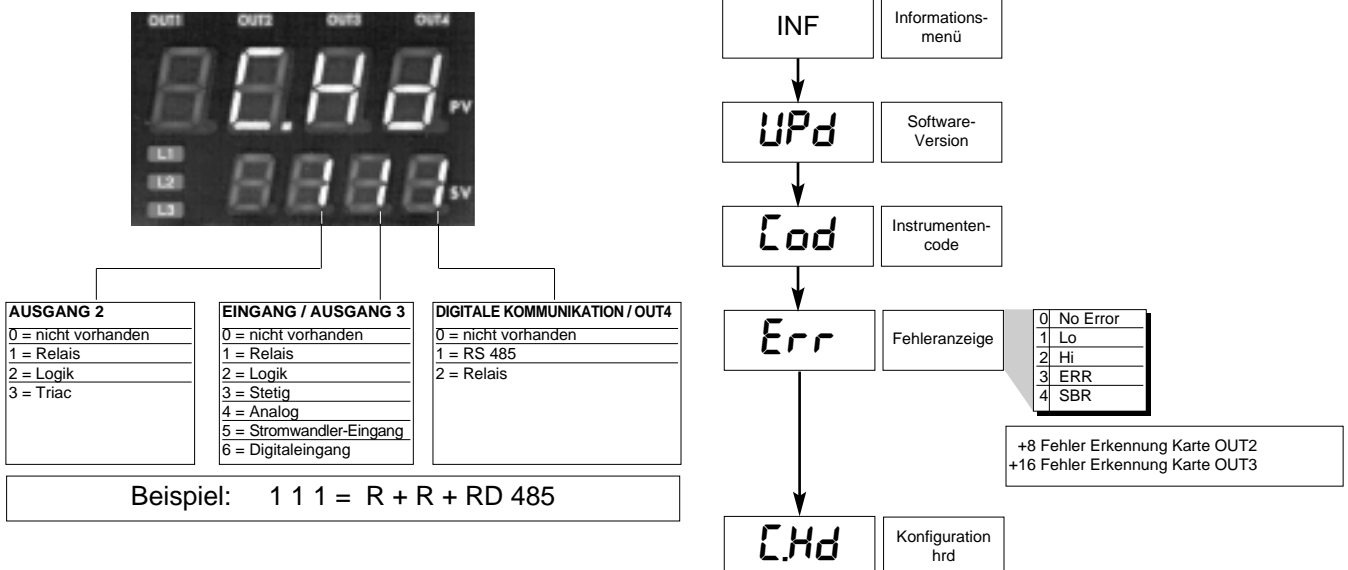 OUT1 OUT2 OUT3 OUT4
C.Hd
PV
L1
L2
L3
111
SV
AUSGANG 2
0 = nicht vorhanden
1 = Relais
2 = Logik
3 = Triac
EINGANG / AUSGANG 3
0 = nicht vorhanden
1 = Relais
2 = Logik
3 = Stetig
4 = Analog
5 = Stromwandler-Eingang
6 = Digitaleingang
DIGITALE KOMMUNIKATION / OUT4
0 = nicht vorhanden
1 = RS 485
2 = Relais
Beispiel: 1 1 1 = R + R + RD 485
INF
Informations-
menü
UPd
Software-
Version
Cod
Instrumenten-
code
Err
Fehleranzeige
0 No Error
1 Lo
2 Hi
3 ERR
4 SBR
+8 Fehler Erkennung Karte OUT2
+16 Fehler Erkennung Karte OUT3
C.Hd
Konfiguration
hrd